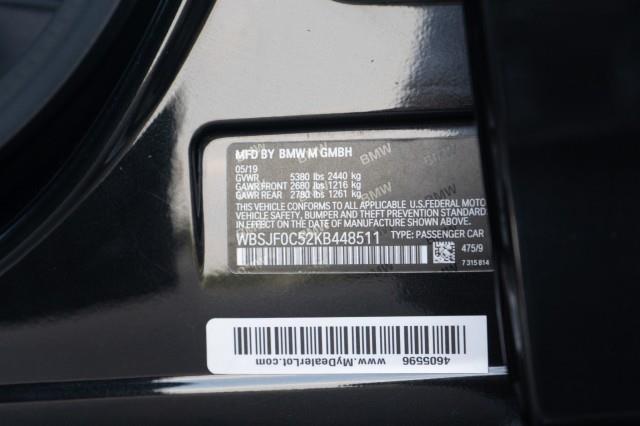 MFD BY BMW M GMBH
05/19
GVWR 5380 lbs 2440 kg
GAWR FRONT 2680 lbs 1216 kg
GAWR REAR 2780 lbs 1261 kg
THIS VEHICLE CONFORMS TO ALL APPLICABLE U.S. FEDERAL MOTOR
VEHICLE SAFETY, BUMPER AND THEFT PREVENTION STANDARDS
IN EFFECT ON THE DATE OF MANUFACTURE SHOWN ABOVE.
WBSJF0C52KB448511 TYPE: PASSENGER CAR
475/9
7 315 814
www.MyDealerLot.com
4605596